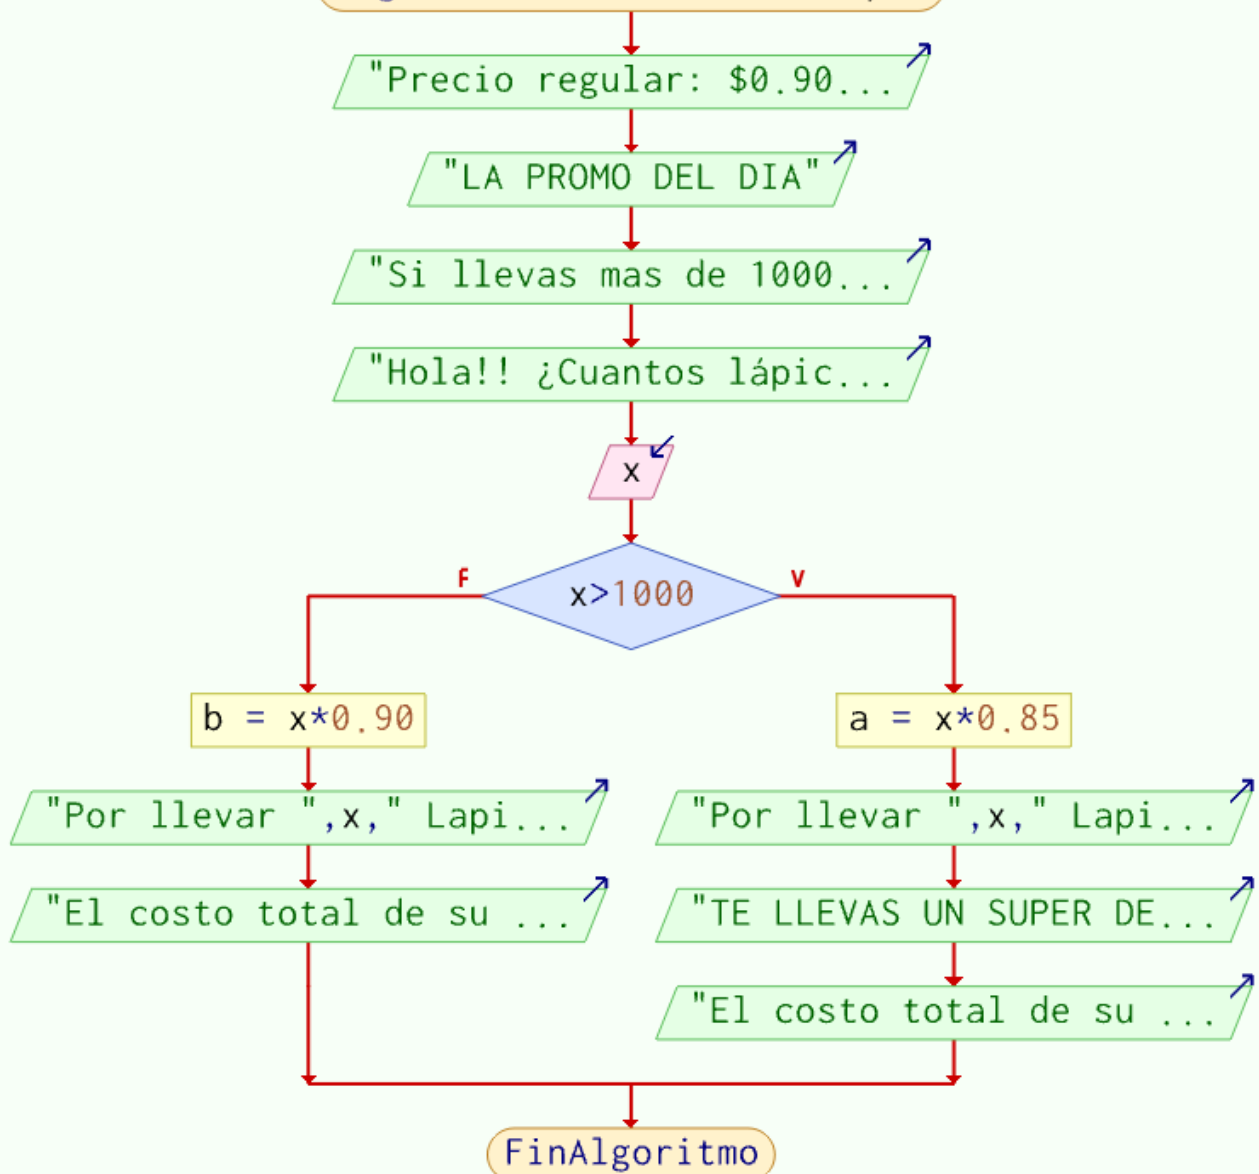 "Precio regular: $0.90...
"LA PROMO DEL DIA"
"Si llevas mas de 1000...
"Hola!! ¿Cuantos lápic...
x
F
x>1000
V
b = x*0.90
a = x*0.85
"Por llevar ",x," Lapi...
"Por llevar ",x," Lapi...
"El costo total de su ...
"TE LLEVAS UN SUPER DE...
"El costo total de su ...
FinAlgoritmo